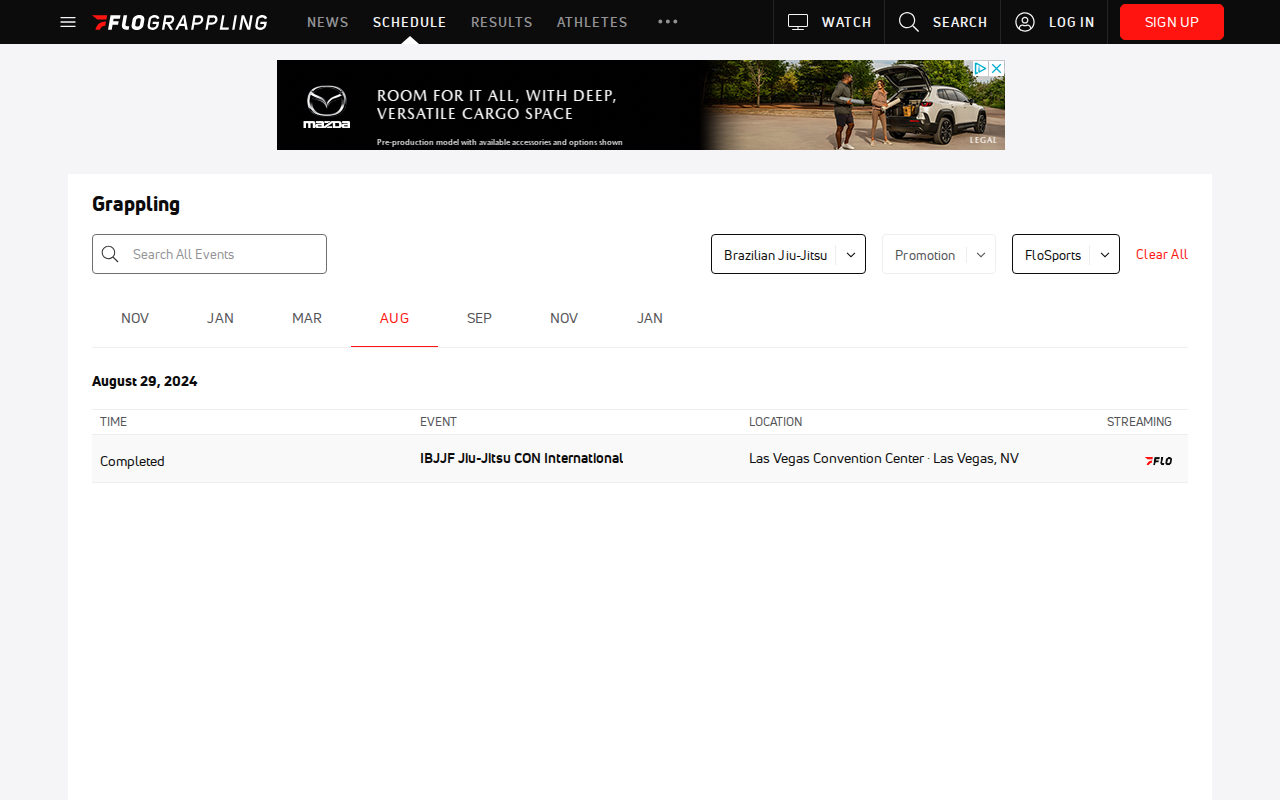 FLOGRAPPLING NEWS SCHEDULE RESULTS ATHLETES ••• WATCH SEARCH LOG IN SIGN UP
ROOM FOR IT ALL, WITH DEEP,
VERSATILE CARGO SPACE
mazda
Pre-production model with available accessories and options shown
LEGAL
Grappling
Search All Events Brazilian Jiu-Jitsu Promotion FloSports Clear All
NOV JAN MAR AUG SEP NOV JAN
August 29, 2024
TIME EVENT LOCATION STREAMING
Completed IBJJF Jiu-Jitsu CON International Las Vegas Convention Center · Las Vegas, NV FLO